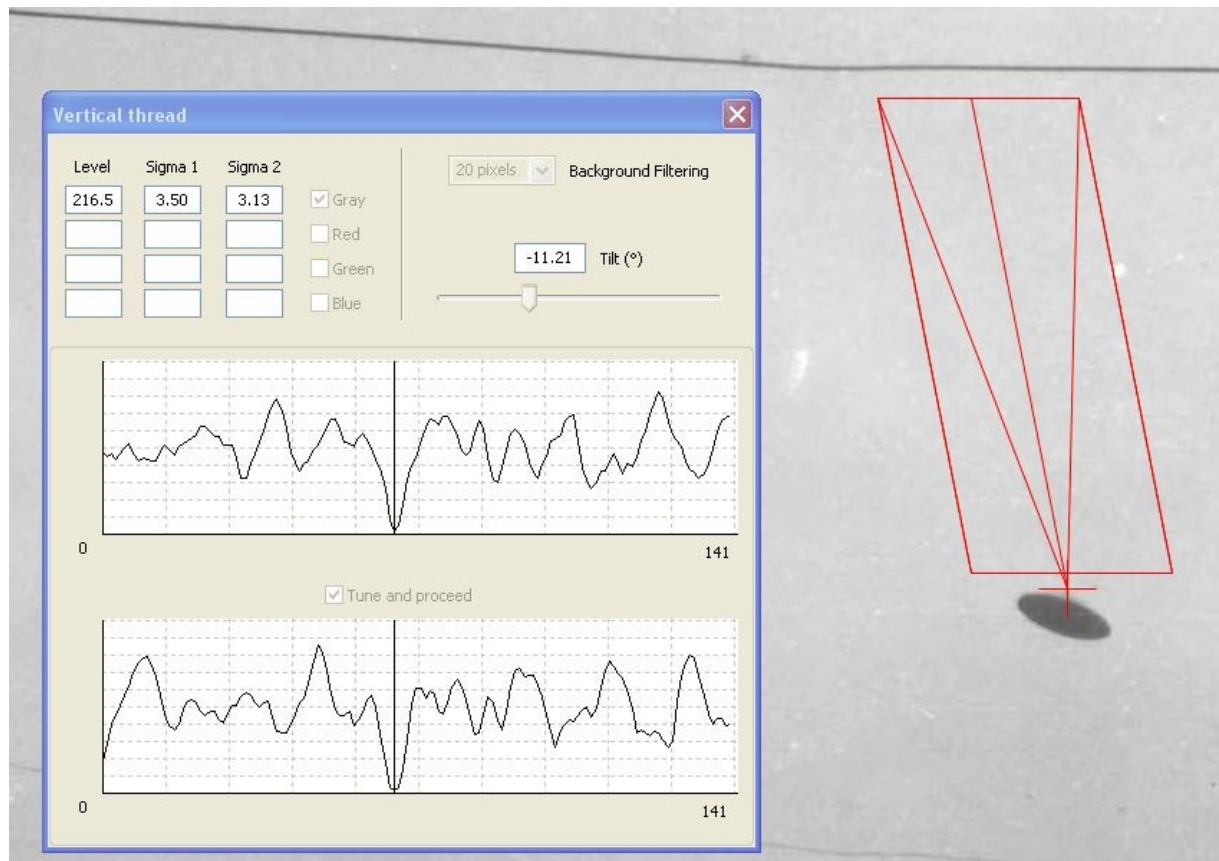 Vertical thread
Level Sigma 1 Sigma 2
20 pixels Background Filtering
216.5 3.50 3.13 Gray
Red
-11.21 Tilt (°)
Green
Blue
0 141
Tune and proceed
0 141